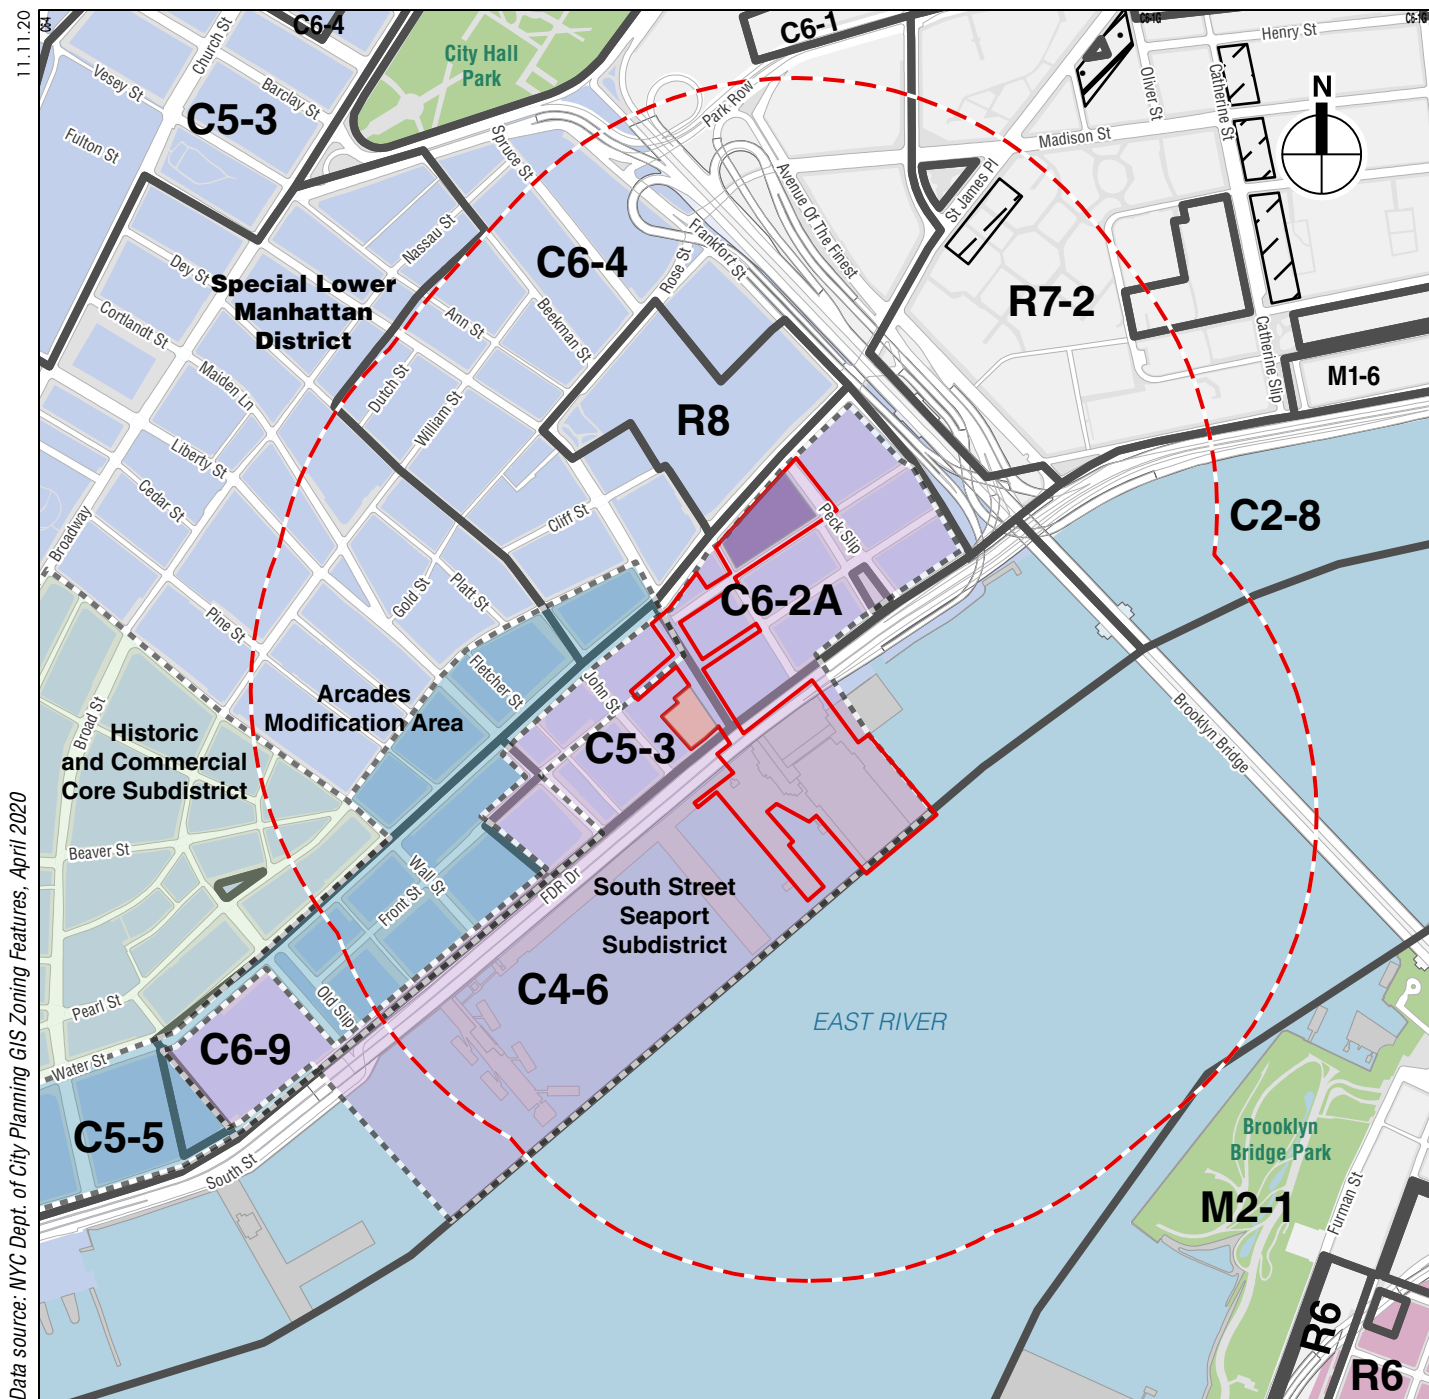 11.11.20
C6-4
C6-1
C6-1G
C6-1G
Church St
Vesey St
Barclay St
C5-3
Fulton St
City Hall
Park
Spruce St
Park Row
Henry St
Oliver St
Catherine St
Madison St
N
St James Pl
Avenue Of The Finest
Frankfort St
Rose St
Nassau St
C6-4
R7-2
Dey St
Special Lower
Manhattan
District
Cortlandt St
Ann St
Beekman St
Maiden Ln
Dutch St
William St
Catherine Slip
M1-6
R8
Liberty St
Cedar St
Broadway
Cliff St
Peck Slip
C2-8
Gold St
Platt St
Pine St
C6-2A
Fletcher St
John St
Broad St
Arcades
Modification Area
Historic
and Commercial
Core Subdistrict
C5-3
Brooklyn Bridge
Beaver St
Wall St
Front St
FDR Dr
South Street
Seaport
Subdistrict
C4-6
Pearl St
Old Slip
EAST RIVER
Water St
C6-9
C5-5
South St
Brooklyn
Bridge Park
M2-1
Furman St
R6
R6
Data source: NYC Dept. of City Planning GIS Zoning Features, April 2020